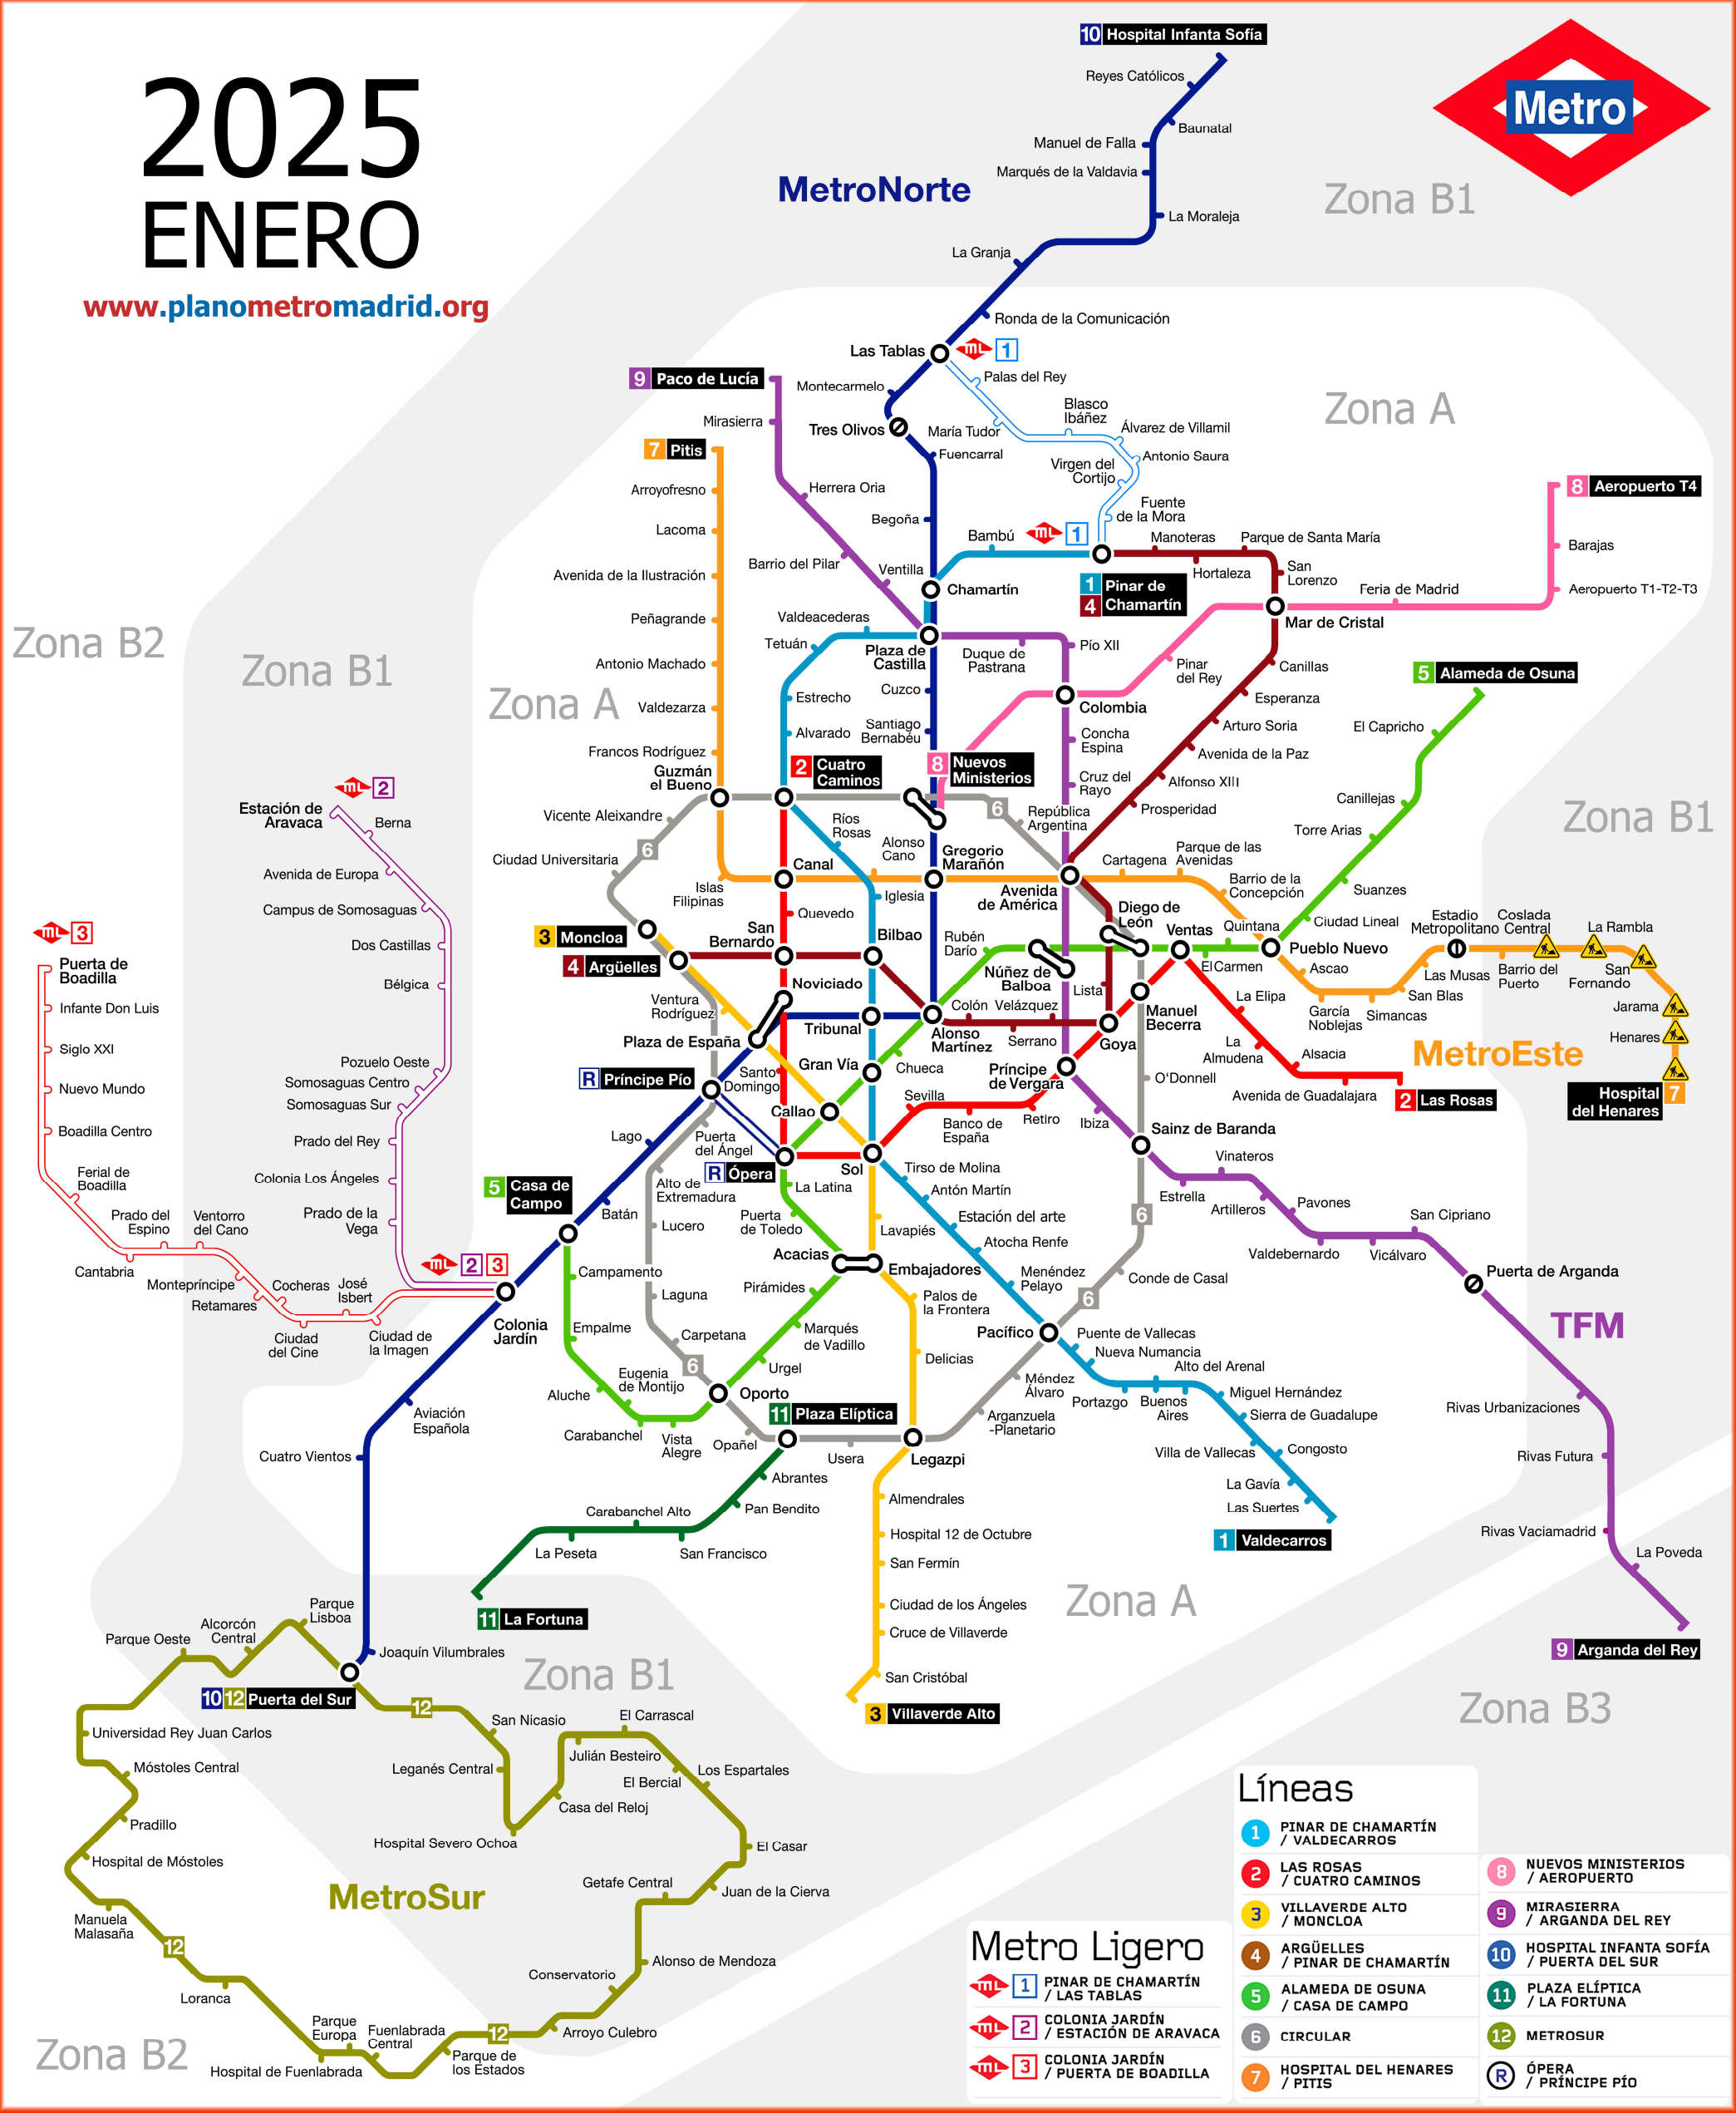 2025
ENERO
www.planometromadrid.org
Metro
10 Hospital Infanta Sofía
Reyes Católicos
Baunatal
Manuel de Falla
Marqués de la Valdavia
MetroNorte
La Moraleja
Zona B1
La Granja
Ronda de la Comunicación
Las Tablas
mL 1
Palas del Rey
Montecarmelo
Blasco
Ibáñez
Tres Olivos
María Tudor
Álvarez de Villamil
Fuencarral
Antonio Saura
Virgen del
Cortijo
Fuente
de la Mora
Zona A
9 Paco de Lucía
Mirasierra
7 Pitis
Herrera Oria
Arroyofresno
Begoña
Lacoma
Bambú
mL 1
Manoteras
Parque de Santa María
Barrio del Pilar
Ventilla
Avenida de la Ilustración
Hortaleza
San
Lorenzo
Chamartín
1 Pinar de
4 Chamartín
8 Aeropuerto T4
Barajas
Feria de Madrid
Aeropuerto T1-T2-T3
Mar de Cristal
Peñagrande
Valdeacederas
Tetuán
Plaza de
Castilla
Duque de
Pastrana
Pío XII
Antonio Machado
Pinar
del Rey
Canillas
5 Alameda de Osuna
Zona B2
Zona B1
Zona A
Cuzco
Estrecho
Valdezarza
Colombia
Esperanza
Santiago
Bernabéu
Alvarado
Concha
Espina
Arturo Soria
El Capricho
Francos Rodríguez
Avenida de la Paz
Guzmán
el Bueno
2 Cuatro
Caminos
8 Nuevos
Ministerios
Cruz del
Rayo
Alfonso XIII
Canillejas
mL 2
Estación de
Aravaca
Berna
Vicente Aleixandre
6
6
República
Argentina
Prosperidad
Zona B1
Ríos
Rosas
Torre Arias
Ciudad Universitaria
Alonso
Cano
Gregorio
Marañón
Canal
Cartagena
Parque de las
Avenidas
Avenida de Europa
Islas
Filipinas
Iglesia
Avenida
de América
Barrio de la
Concepción
Suanzes
Campus de Somosaguas
Quevedo
Diego de
León
Ciudad Lineal
Quintana
Ventas
mL 3
3 Moncloa
San
Bernardo
Bilbao
Rubén
Darío
Estadio
Metropolitano
Coslada
Central
La Rambla
Dos Castillas
4 Argüelles
Pueblo Nuevo
El Carmen
Puerta de
Boadilla
Bélgica
Noviciado
Núñez de
Balboa
Lista
Ascao
Las Musas
Barrio del
Puerto
San
Fernando
Infante Don Luis
Ventura
Rodríguez
Colón
Velázquez
Manuel
Becerra
La Elipa
García
Noblejas
Simancas
San Blas
Jarama
Tribunal
Alonso
Martínez
Serrano
Goya
Siglo XXI
Plaza de España
La
Almudena
Alsacia
MetroEste
Henares
Pozuelo Oeste
Gran Vía
Chueca
Príncipe
de Vergara
Nuevo Mundo
Somosaguas Centro
R Príncipe Pío
Santo
Domingo
O'Donnell
Avenida de Guadalajara
2 Las Rosas
Hospital
del Henares 7
Somosaguas Sur
Callao
Sevilla
Banco de
España
Retiro
Ibiza
Boadilla Centro
Prado del Rey
Lago
Puerta
del Ángel
Sainz de Baranda
R Ópera
Sol
Tirso de Molina
Vinateros
Ferial de
Boadilla
Colonia Los Ángeles
5 Casa de
Campo
Alto de
Extremadura
La Latina
Antón Martín
Estrella
Artilleros
Pavones
Prado del
Espino
Ventorro
del Cano
Prado de la
Vega
Batán
Lucero
Puerta
de Toledo
Lavapiés
Estación del arte
6
San Cipriano
Atocha Renfe
Valdebernardo
Vicálvaro
Cantabria
Acacias
Embajadores
mL 2 3
Campamento
Menéndez
Pelayo
Conde de Casal
Puerta de Arganda
Montepríncipe
Cocheras
José
Isbert
Retamares
Laguna
Pirámides
Palos de
la Frontera
6
Ciudad
del Cine
Ciudad de
la Imagen
Colonia
Jardín
Empalme
Carpetana
Marqués
de Vadillo
Pacífico
Puente de Vallecas
TFM
6
Delicias
Nueva Numancia
Urgel
Alto del Arenal
Eugenia
de Montijo
Aluche
Oporto
Méndez
Álvaro
Portazgo
Buenos
Aires
Miguel Hernández
Aviación
Española
11 Plaza Elíptica
Arganzuela
-Planetario
Sierra de Guadalupe
Rivas Urbanizaciones
Carabanchel
Vista
Alegre
Opañel
Cuatro Vientos
Usera
Legazpi
Villa de Vallecas
Congosto
Rivas Futura
Abrantes
La Gavía
Almendrales
Carabanchel Alto
Pan Bendito
Las Suertes
Hospital 12 de Octubre
1 Valdecarros
Rivas Vaciamadrid
La Peseta
San Francisco
San Fermín
La Poveda
11 La Fortuna
Ciudad de los Ángeles
Zona A
Parque
Lisboa
Alcorcón
Central
Cruce de Villaverde
Parque Oeste
Joaquín Vilumbrales
Zona B1
San Cristóbal
9 Arganda del Rey
10 12 Puerta del Sur
12
3 Villaverde Alto
Zona B3
Universidad Rey Juan Carlos
San Nicasio
El Carrascal
Móstoles Central
Leganés Central
Julián Besteiro
El Bercial
Los Espartales
Pradillo
Casa del Reloj
Hospital Severo Ochoa
El Casar
Hospital de Móstoles
MetroSur
Getafe Central
Juan de la Cierva
Manuela
Malasaña
12
Alonso de Mendoza
Conservatorio
Loranca
Parque
Europa
Fuenlabrada
Central
12
Arroyo Culebro
Zona B2
Hospital de Fuenlabrada
Parque de
los Estados
Metro Ligero
mL 1 PINAR DE CHAMARTÍN
/ LAS TABLAS
mL 2 COLONIA JARDÍN
/ ESTACIÓN DE ARAVACA
mL 3 COLONIA JARDÍN
/ PUERTA DE BOADILLA
Líneas
1 PINAR DE CHAMARTÍN
/ VALDECARROS
2 LAS ROSAS
/ CUATRO CAMINOS
3 VILLAVERDE ALTO
/ MONCLOA
4 ARGÜELLES
/ PINAR DE CHAMARTÍN
5 ALAMEDA DE OSUNA
/ CASA DE CAMPO
6 CIRCULAR
7 HOSPITAL DEL HENARES
/ PITIS
8 NUEVOS MINISTERIOS
/ AEROPUERTO
9 MIRASIERRA
/ ARGANDA DEL REY
10 HOSPITAL INFANTA SOFÍA
/ PUERTA DEL SUR
11 PLAZA ELÍPTICA
/ LA FORTUNA
12 METROSUR
R ÓPERA
/ PRÍNCIPE PÍO